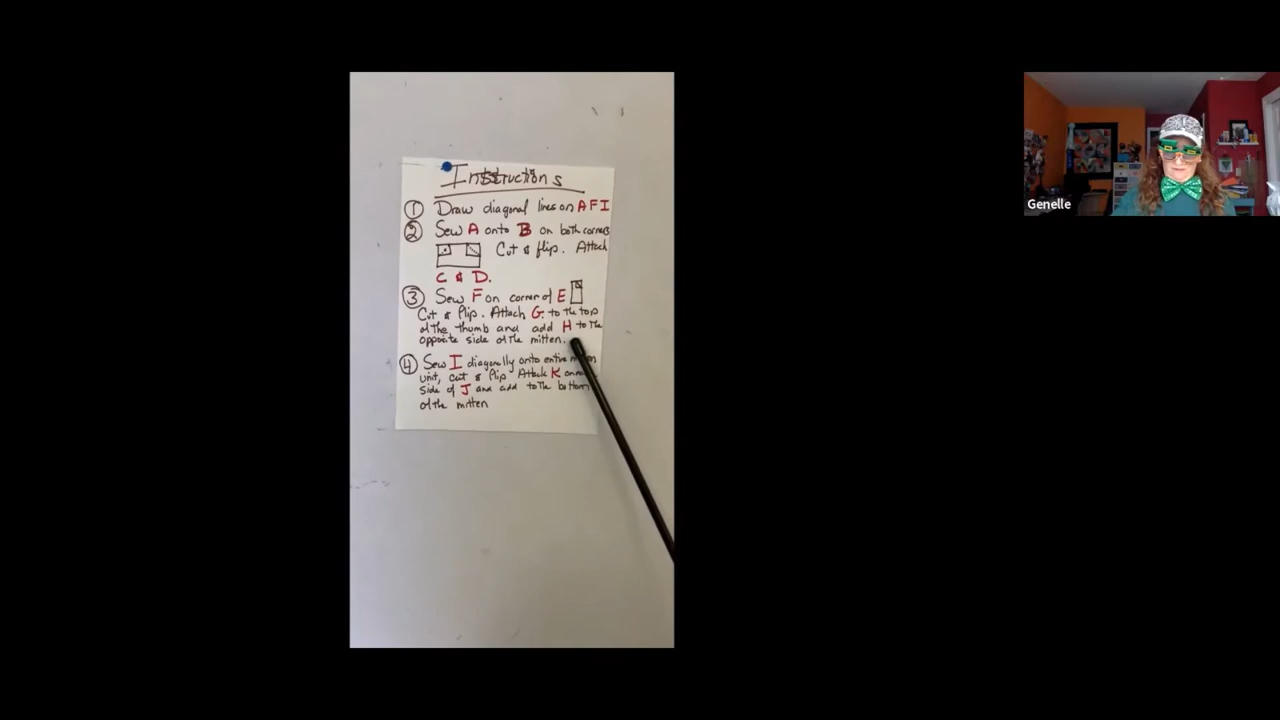 Instructions
1 Draw diagonal lines on A F I
2 Sew A onto B on both corners
Cut & flip. Attach
C & D.
3 Sew F on corner of E
Cut & flip. Attach G to the top
of the thumb and add H to the
opposite side of the mitten.
4 Sew I diagonally onto entire
unit, cut & flip Attach K
side of J and add to the bottom
of the mitten
Genelle